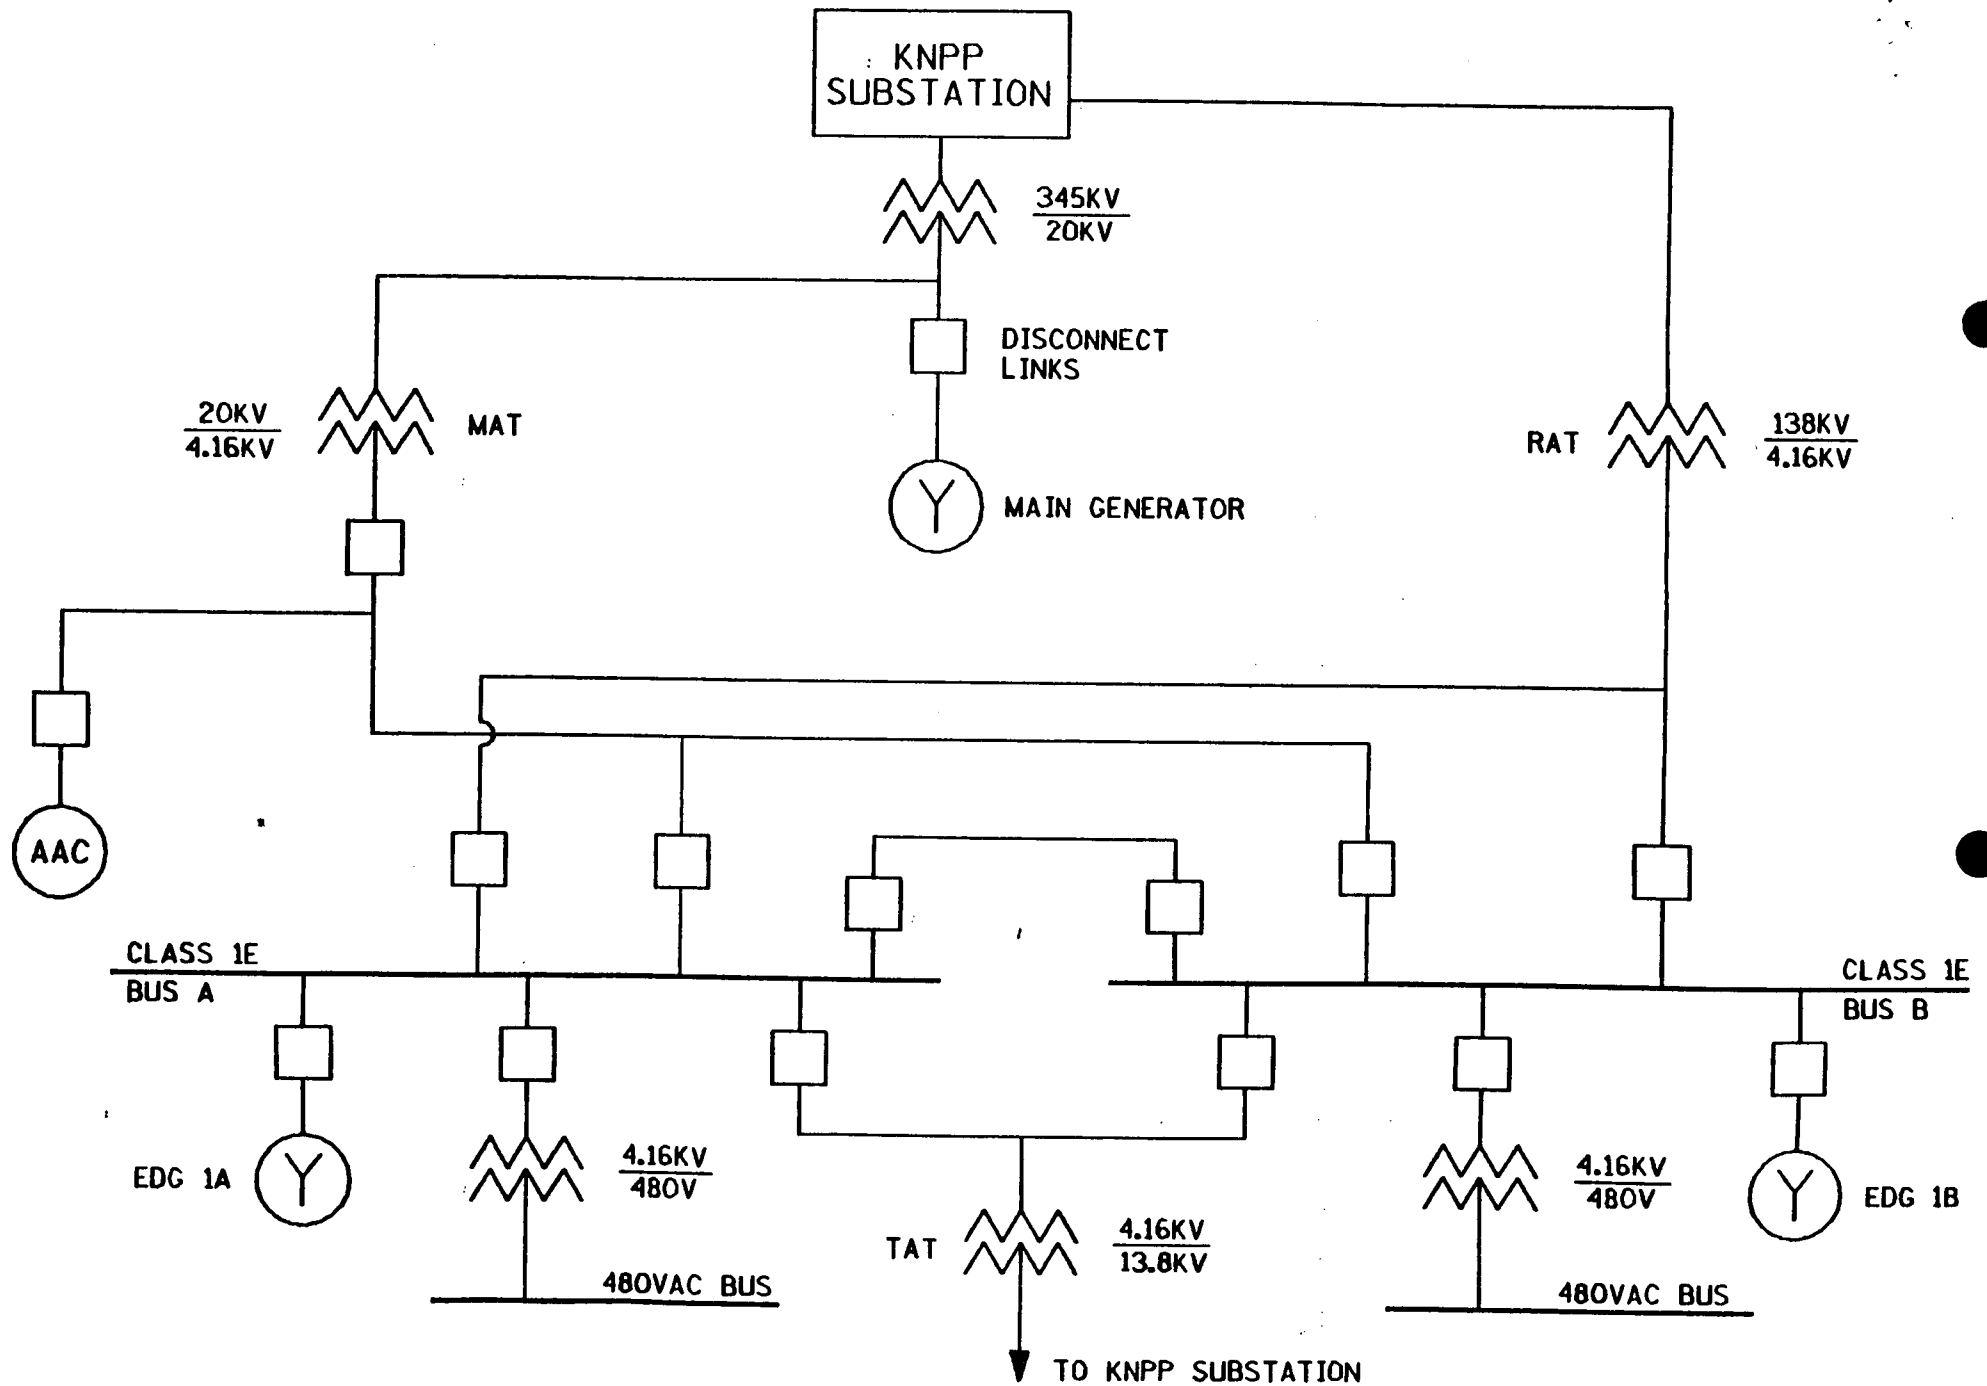 KNPP
SUBSTATION
345KV
20KV
DISCONNECT
LINKS
20KV
4.16KV
MAT
RAT
138KV
4.16KV
Y
MAIN GENERATOR
AAC
CLASS 1E
BUS A
CLASS 1E
BUS B
EDG 1A
Y
4.16KV
480V
TAT
4.16KV
13.8KV
4.16KV
480V
Y
EDG 1B
480VAC BUS
480VAC BUS
TO KNPP SUBSTATION